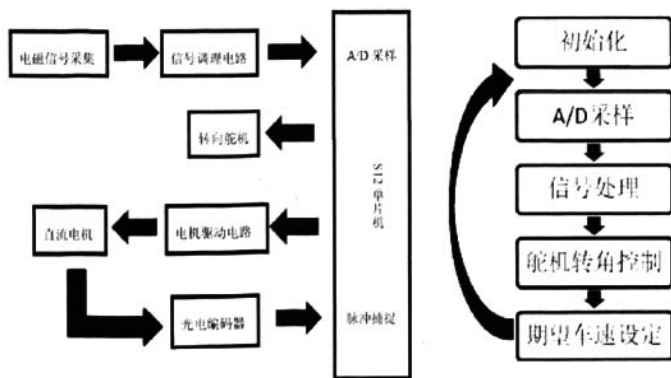 电磁信号采集
信号调理电路
A/D 采样
转向舵机
S12 单片机
直流电机
电机驱动电路
光电编码器
脉冲捕捉
初始化
A/D 采样
信号处理
舵机转角控制
期望车速设定